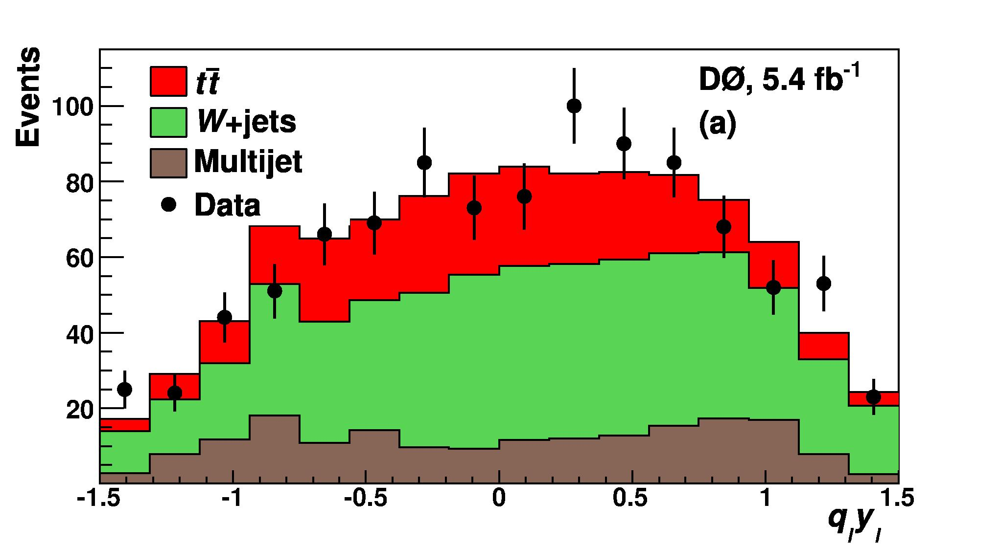 Events
100
80
60
40
20
tt̄
W+jets
Multijet
Data
DØ, 5.4 fb⁻¹
(a)
-1.5 -1 -0.5 0 0.5 1 1.5
qₗyₗ